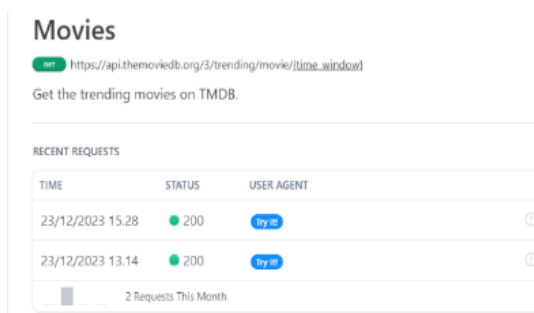 Movies
GET https://api.themoviedb.org/3/trending/movie/{time_window}
Get the trending movies on TMDB.
RECENT REQUESTS
TIME STATUS USER AGENT
23/12/2023 15.28 200 Try It!
23/12/2023 13.14 200 Try It!
2 Requests This Month